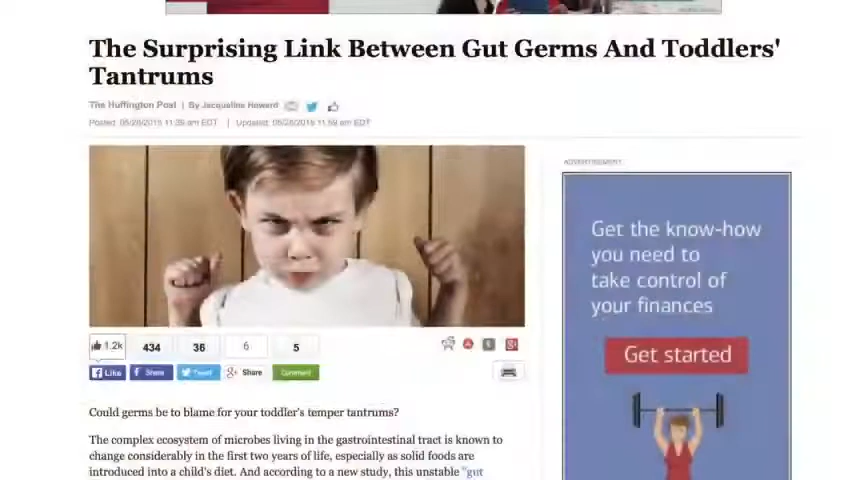 The Surprising Link Between Gut Germs And Toddlers'
Tantrums
The Huffington Post | By Jacqueline Howard
Posted: 05/28/2015 11:39 am EDT | Updated: 05/28/2015 11:59 am EDT
ADVERTISEMENT
Get the know-how
you need to
take control of
your finances
Get started
1.2k 434 36 6 5
Like Share Tweet Share Comment
Could germs be to blame for your toddler's temper tantrums?
The complex ecosystem of microbes living in the gastrointestinal tract is known to
change considerably in the first two years of life, especially as solid foods are
introduced into a child's diet. And according to a new study, this unstable "gut